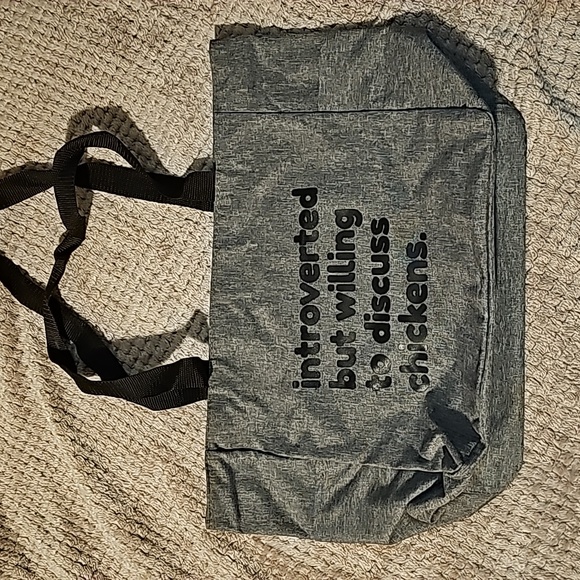 introverted
but willing
to discuss
chickens.